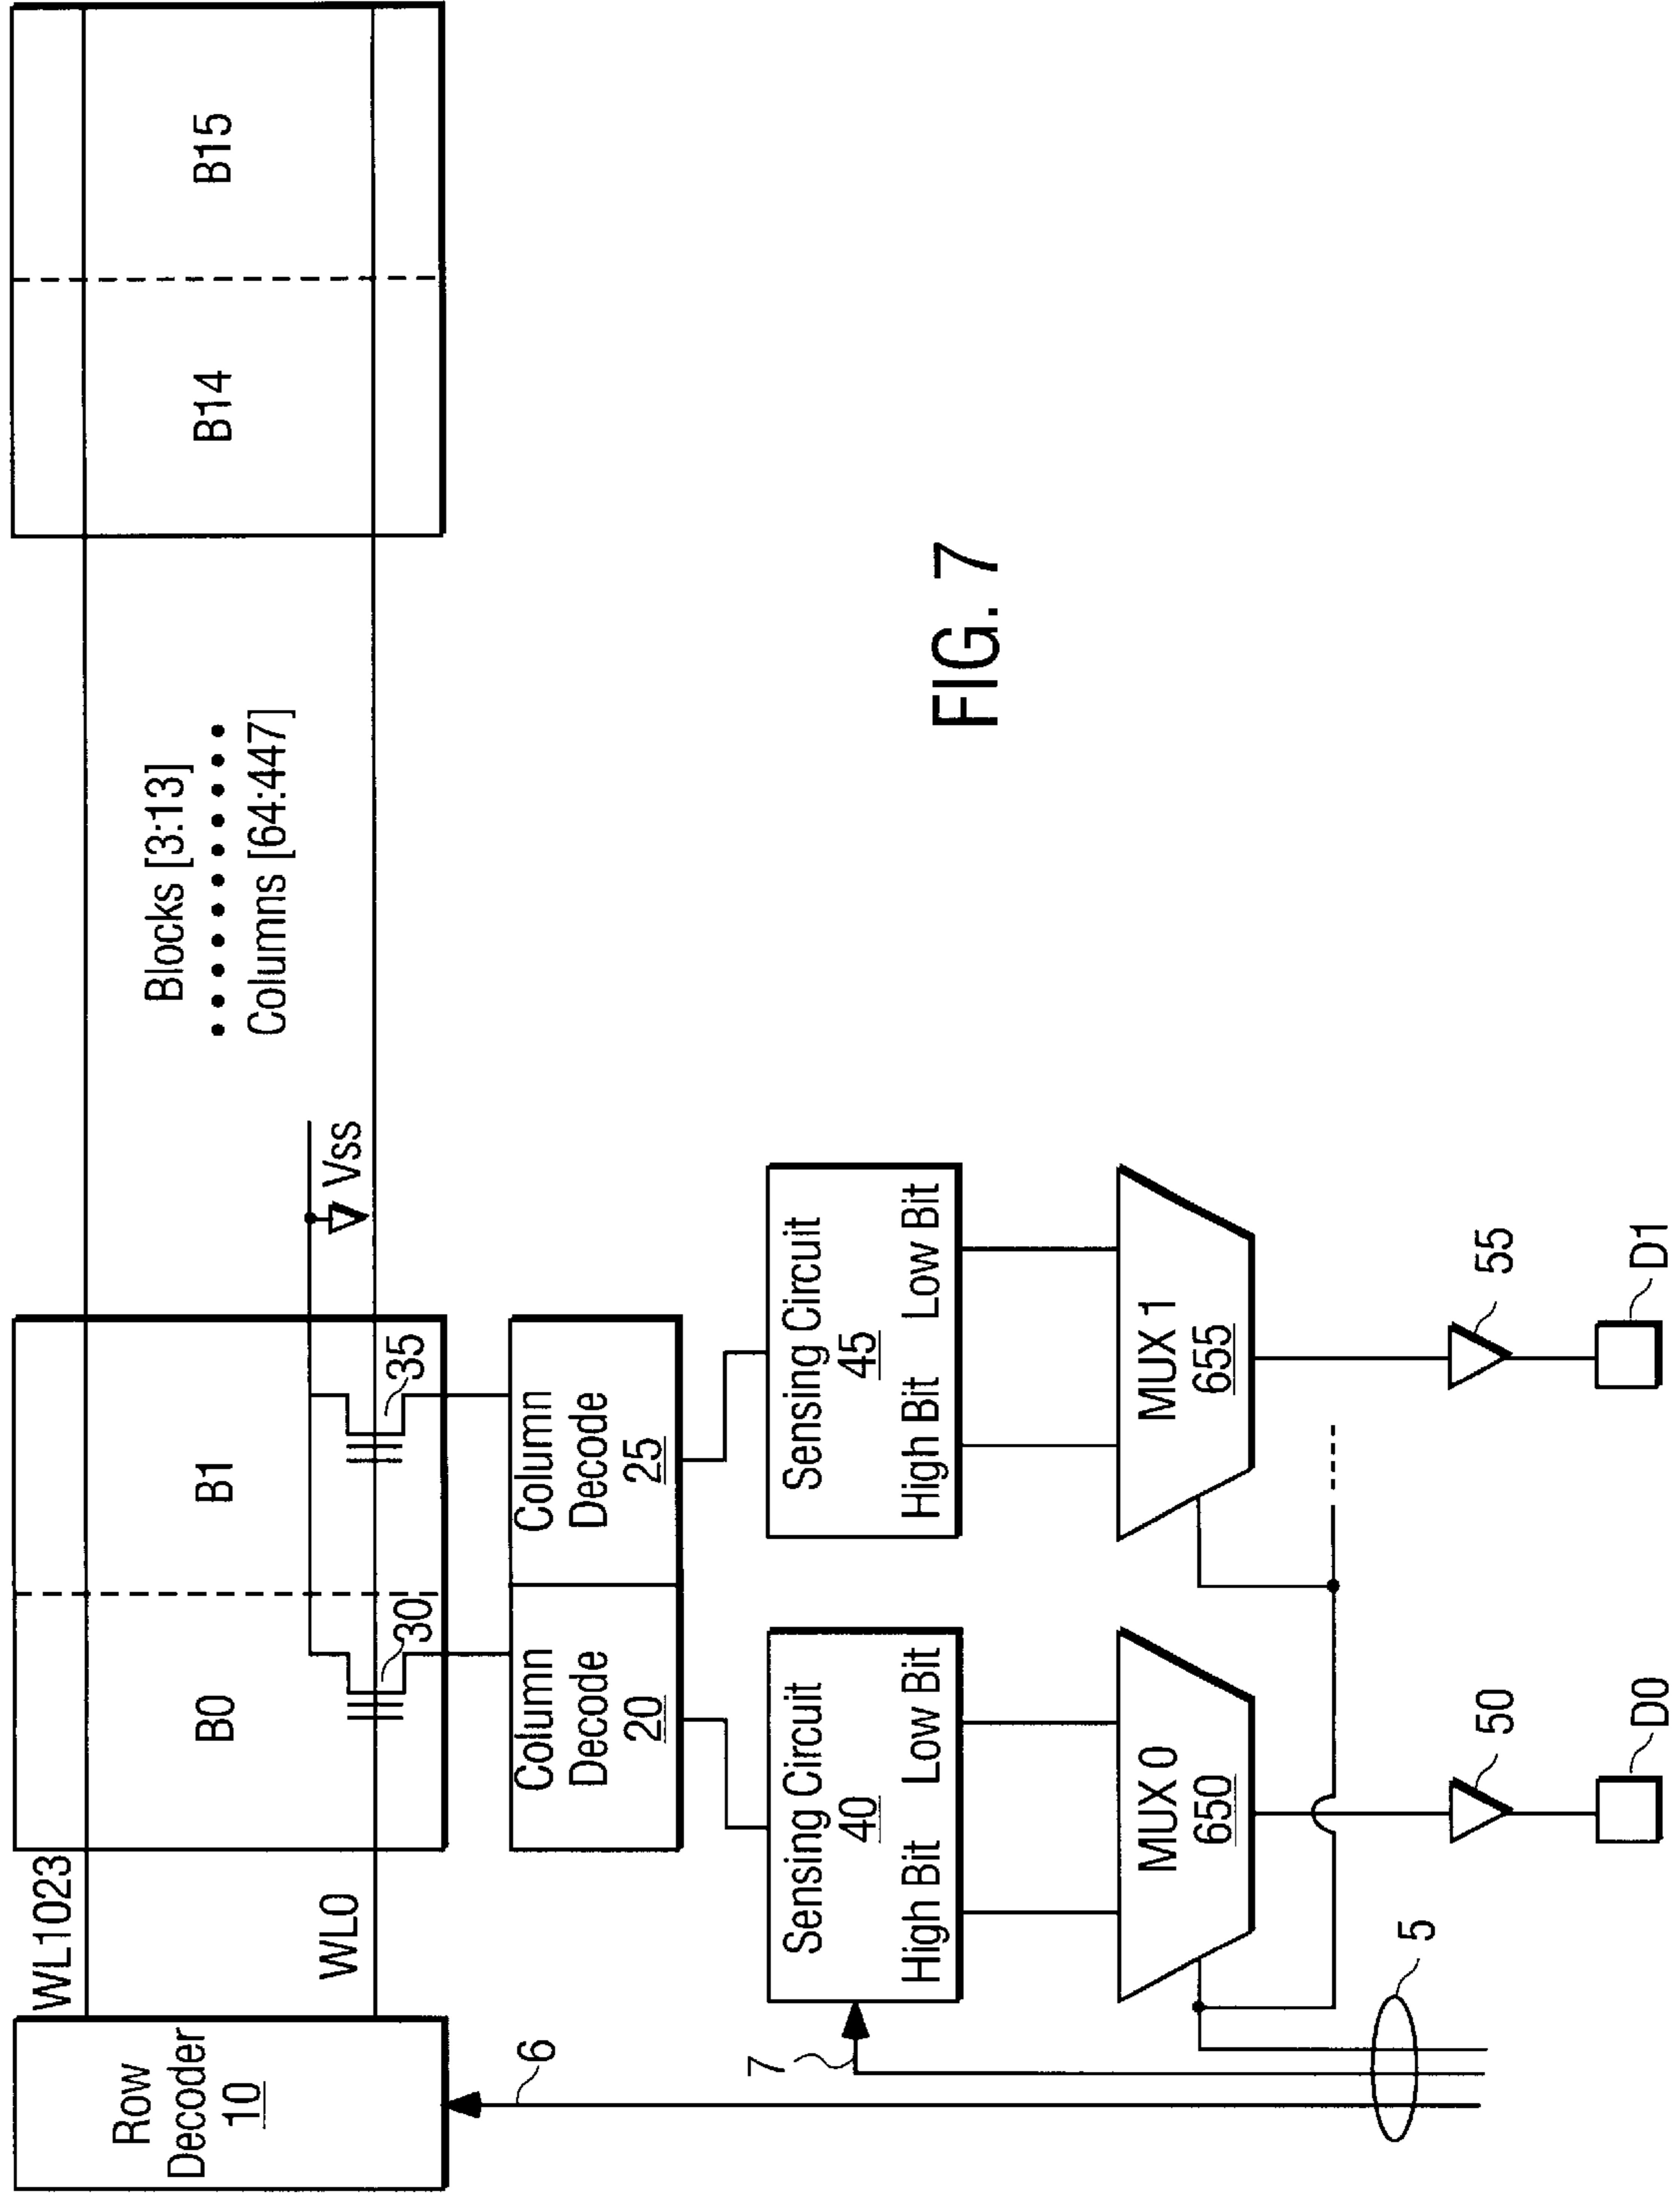 WL1023
WL0
Row
Decoder
10
B0
B1
30
35
Vss
Blocks [3:13]
Columns [64:447]
B14
B15
Column
Decode
20
Column
Decode
25
6
7
Sensing Circuit
40
High Bit Low Bit
Sensing Circuit
45
High Bit Low Bit
MUX 0
650
MUX 1
655
5
50
55
D0
D1
FIG. 7